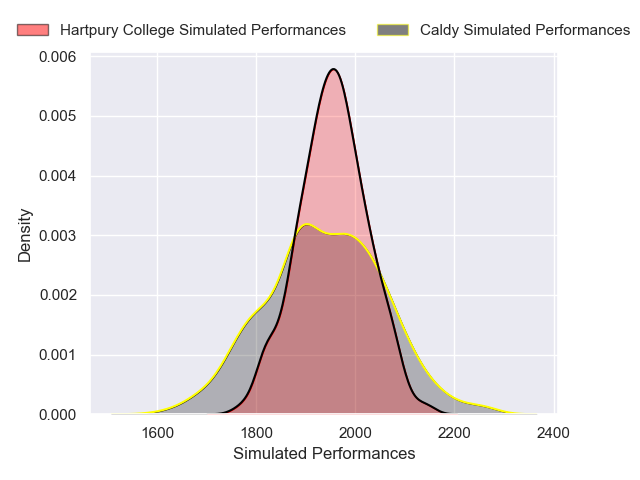 Hartpury College Simulated Performances
Caldy Simulated Performances
0.006
0.005
0.004
0.003
0.002
0.001
0.000
Density
1600 1800 2000 2200 2400
Simulated Performances